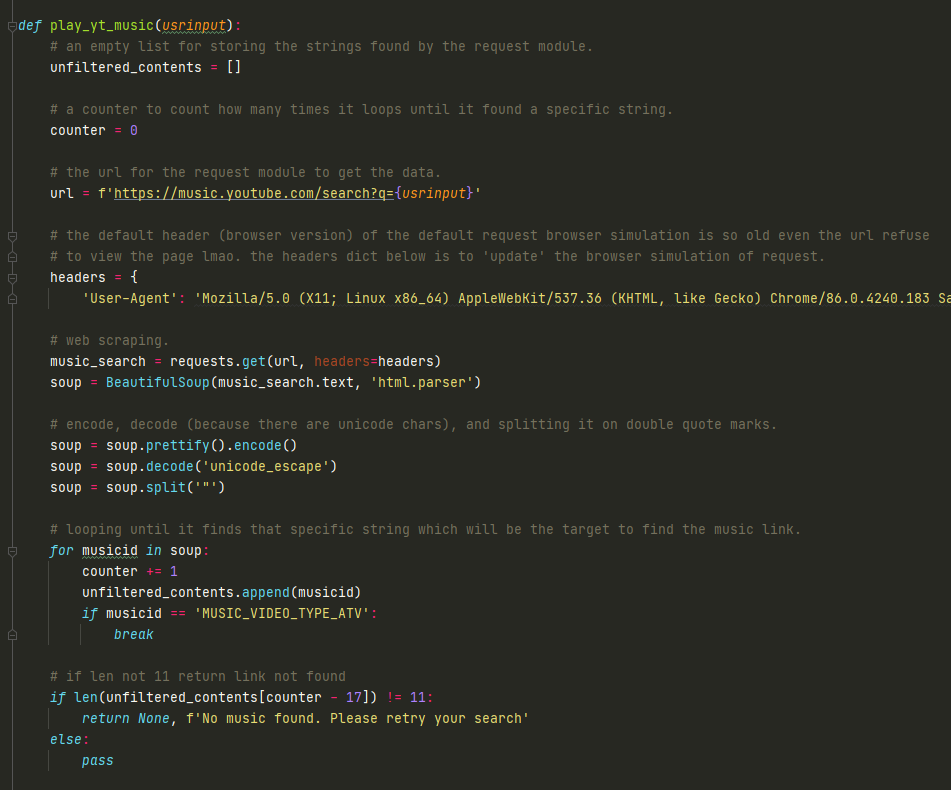 def play_yt_music(usrinput):
# an empty list for storing the strings found by the request module.
unfiltered_contents = []
# a counter to count how many times it loops until it found a specific string.
counter = 0
# the url for the request module to get the data.
url = f'https://music.youtube.com/search?q={usrinput}'
# the default header (browser version) of the default request browser simulation is so old even the url refuse
# to view the page lmao. the headers dict below is to 'update' the browser simulation of request.
headers = {
'User-Agent': 'Mozilla/5.0 (X11; Linux x86_64) AppleWebKit/537.36 (KHTML, like Gecko) Chrome/86.0.4240.183 Sa
# web scraping.
music_search = requests.get(url, headers=headers)
soup = BeautifulSoup(music_search.text, 'html.parser')
# encode, decode (because there are unicode chars), and splitting it on double quote marks.
soup = soup.prettify().encode()
soup = soup.decode('unicode_escape')
soup = soup.split('"')
# looping until it finds that specific string which will be the target to find the music link.
for musicid in soup:
counter += 1
unfiltered_contents.append(musicid)
if musicid == 'MUSIC_VIDEO_TYPE_ATV':
break
# if len not 11 return link not found
if len(unfiltered_contents[counter - 17]) != 11:
return None, f'No music found. Please retry your search'
else:
pass